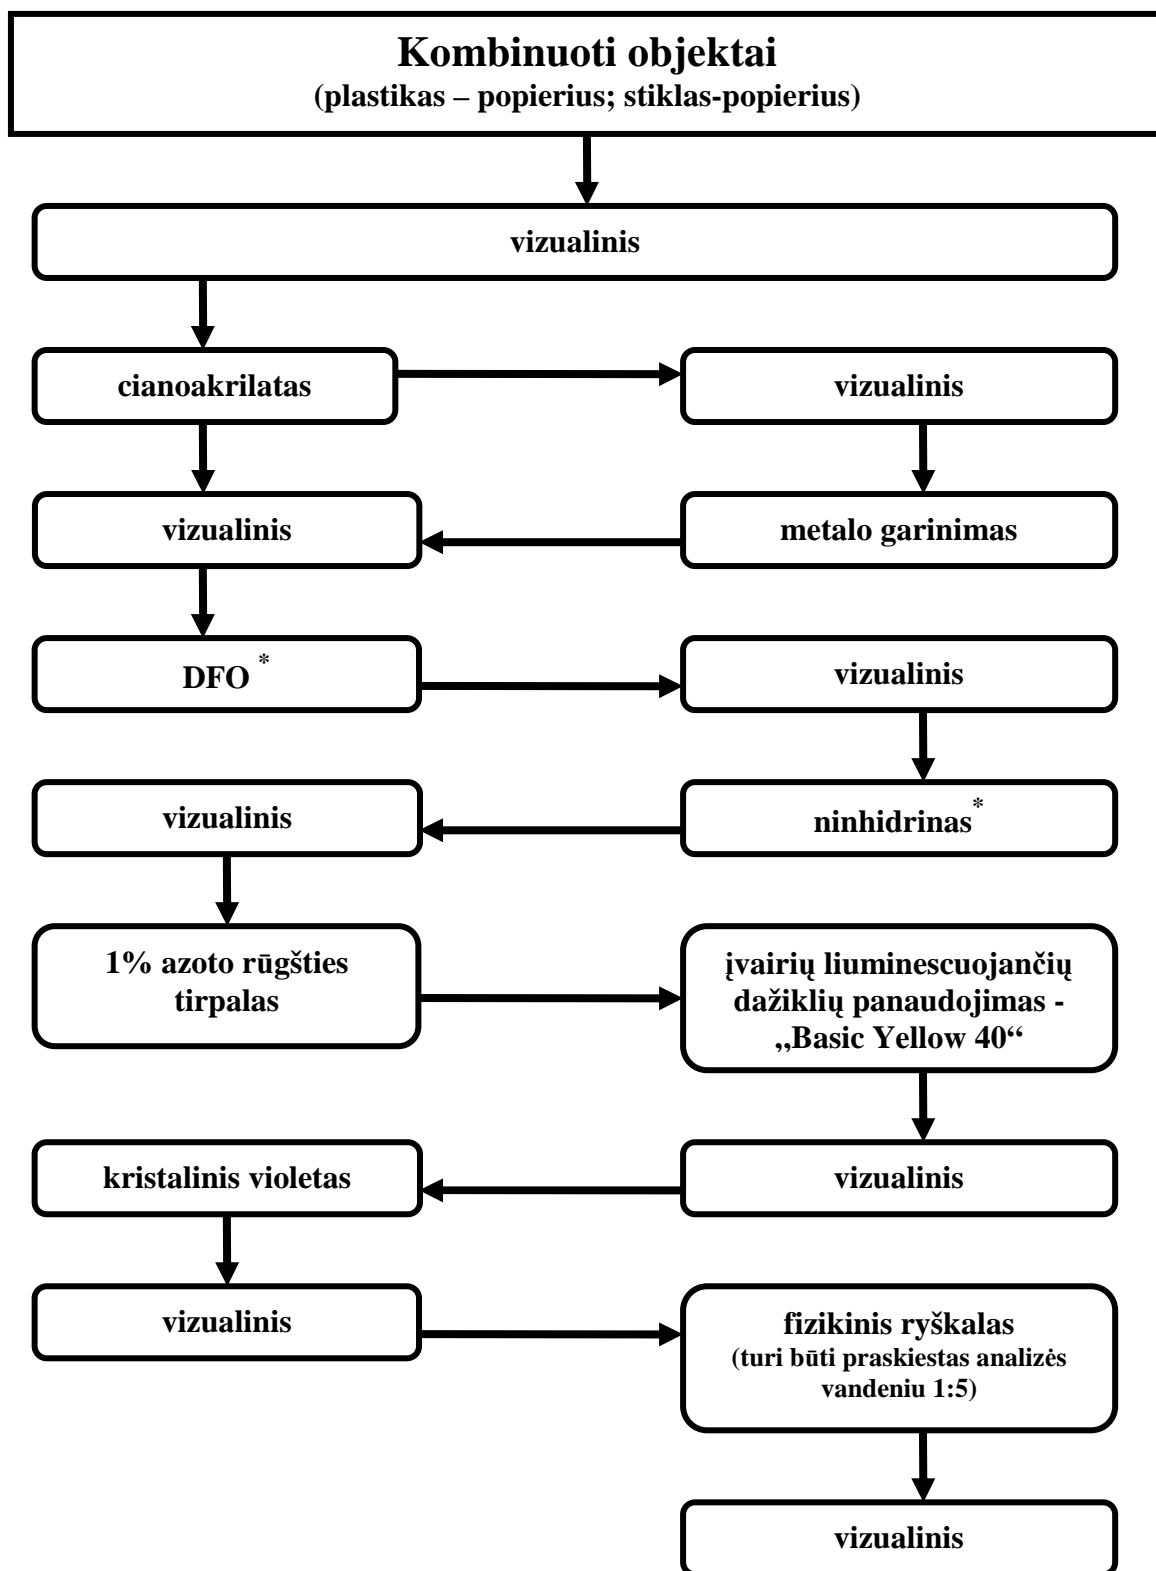 Kombinuoti objektai
(plastikas – popierius; stiklas-popierius)
vizualinis
cianoakrilatas
vizualinis
vizualinis
metalo garinimas
DFO *
vizualinis
vizualinis
ninhidrinas*
1% azoto rūgšties
tirpalas
įvairių liuminescuojančių
dažiklių panaudojimas -
„Basic Yellow 40“
kristalinis violetas
vizualinis
vizualinis
fizikinis ryškalas
(turi būti praskiestas analizės
vandeniu 1:5)
vizualinis